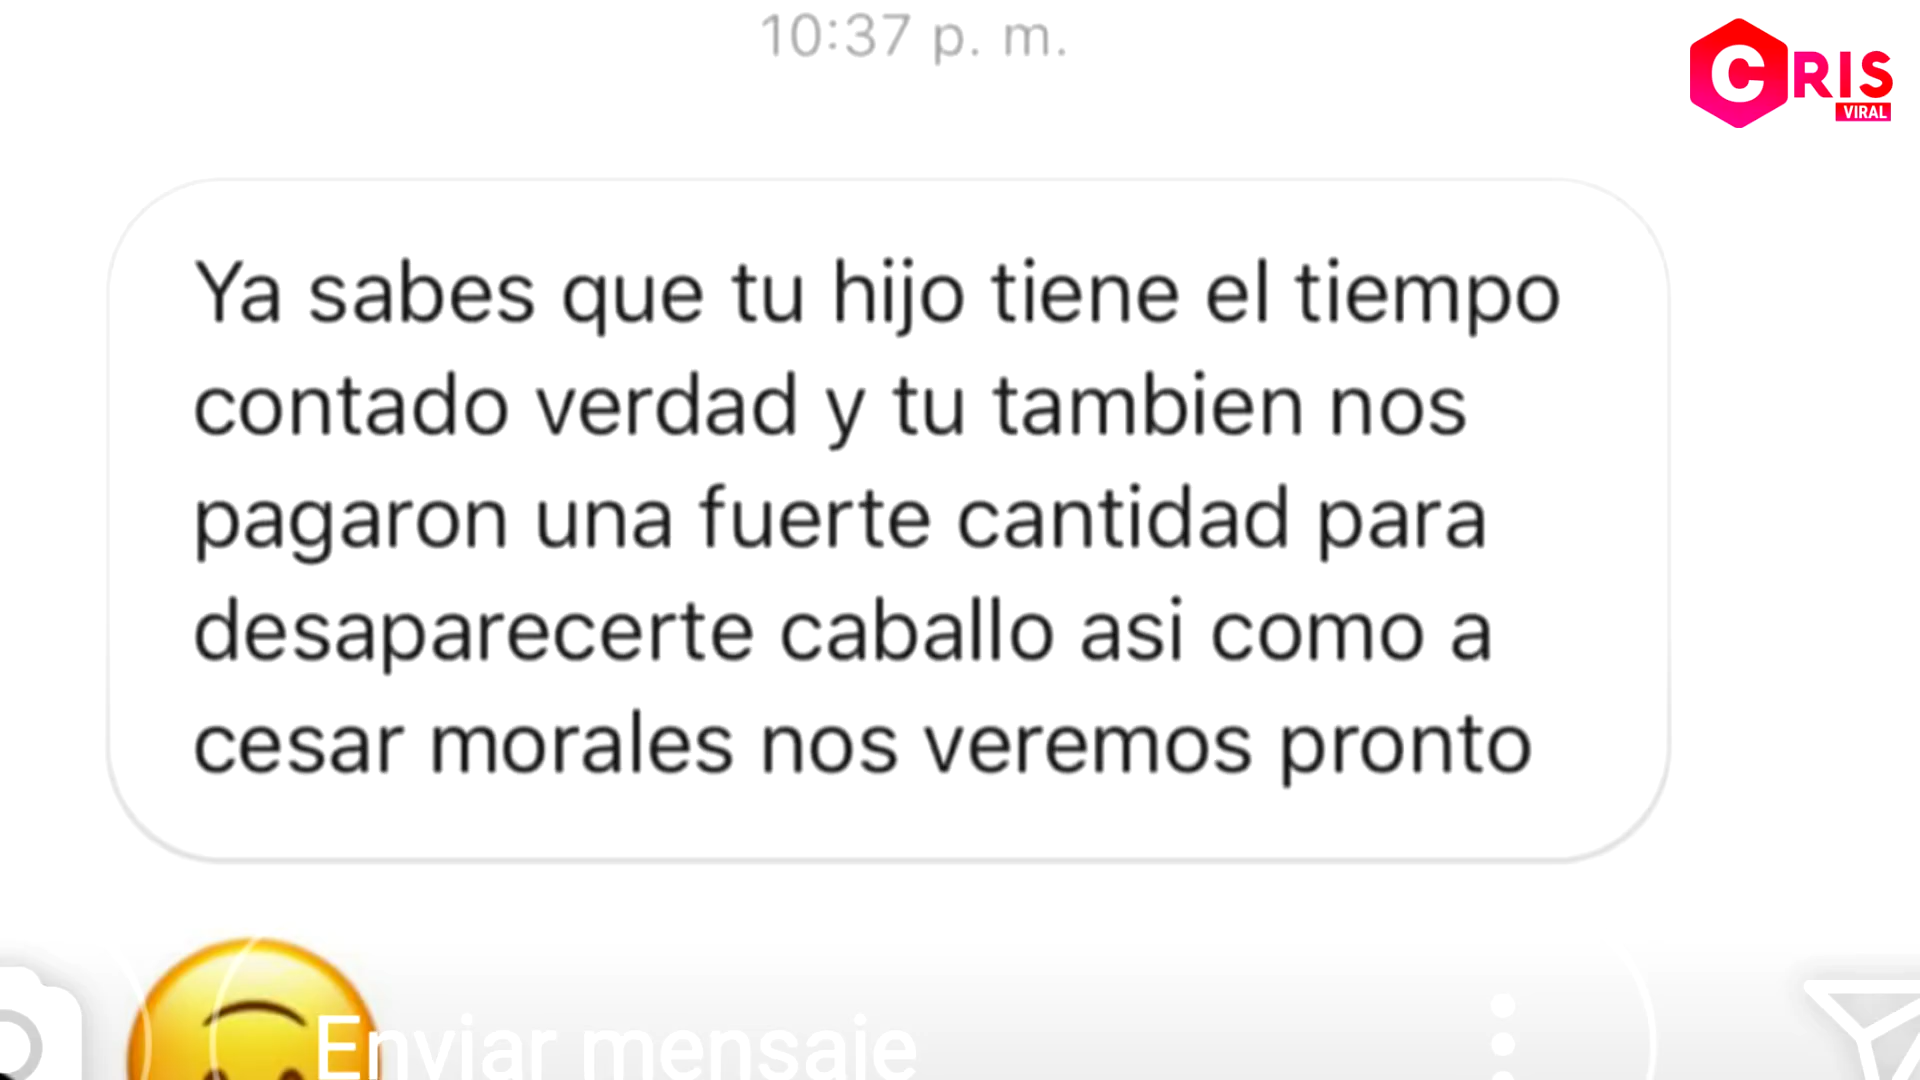 10:37 p. m.
CRIS
VIRAL
Ya sabes que tu hijo tiene el tiempo
contado verdad y tu tambien nos
pagaron una fuerte cantidad para
desaparecerte caballo asi como a
cesar morales nos veremos pronto
Enviar mensaje